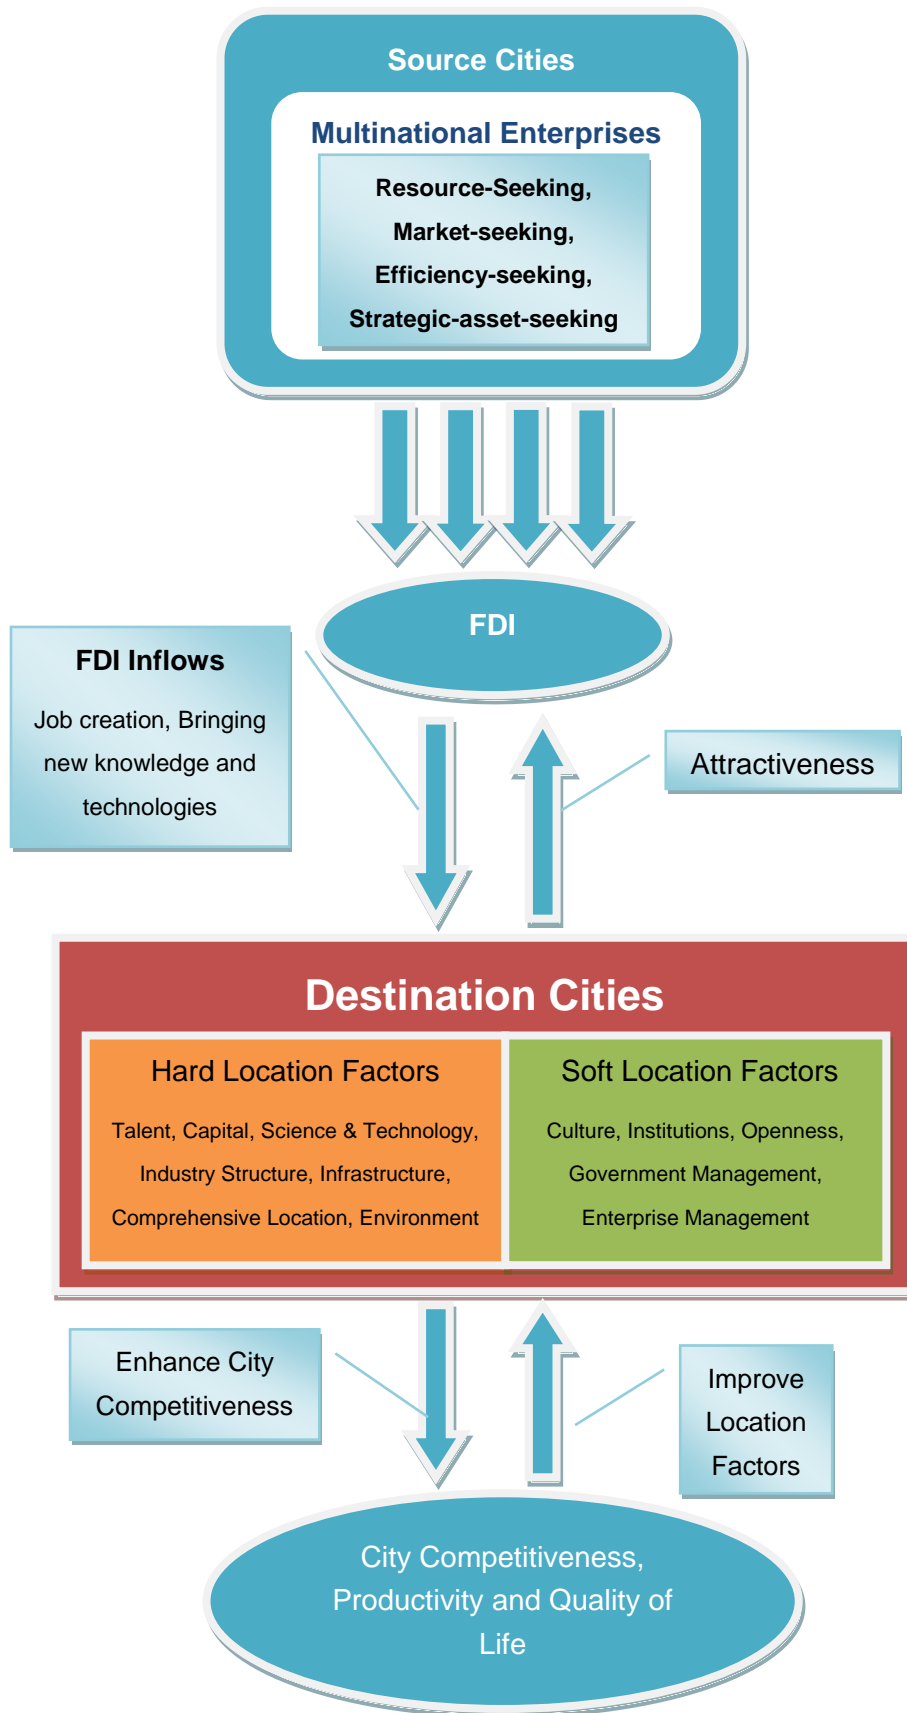 Source Cities
Multinational Enterprises
Resource-Seeking,
Market-seeking,
Efficiency-seeking,
Strategic-asset-seeking
FDI
FDI Inflows
Job creation, Bringing
new knowledge and
technologies
Attractiveness
Destination Cities
Hard Location Factors
Talent, Capital, Science & Technology,
Industry Structure, Infrastructure,
Comprehensive Location, Environment
Soft Location Factors
Culture, Institutions, Openness,
Government Management,
Enterprise Management
Enhance City
Competitiveness
Improve
Location
Factors
City Competitiveness,
Productivity and Quality of
Life